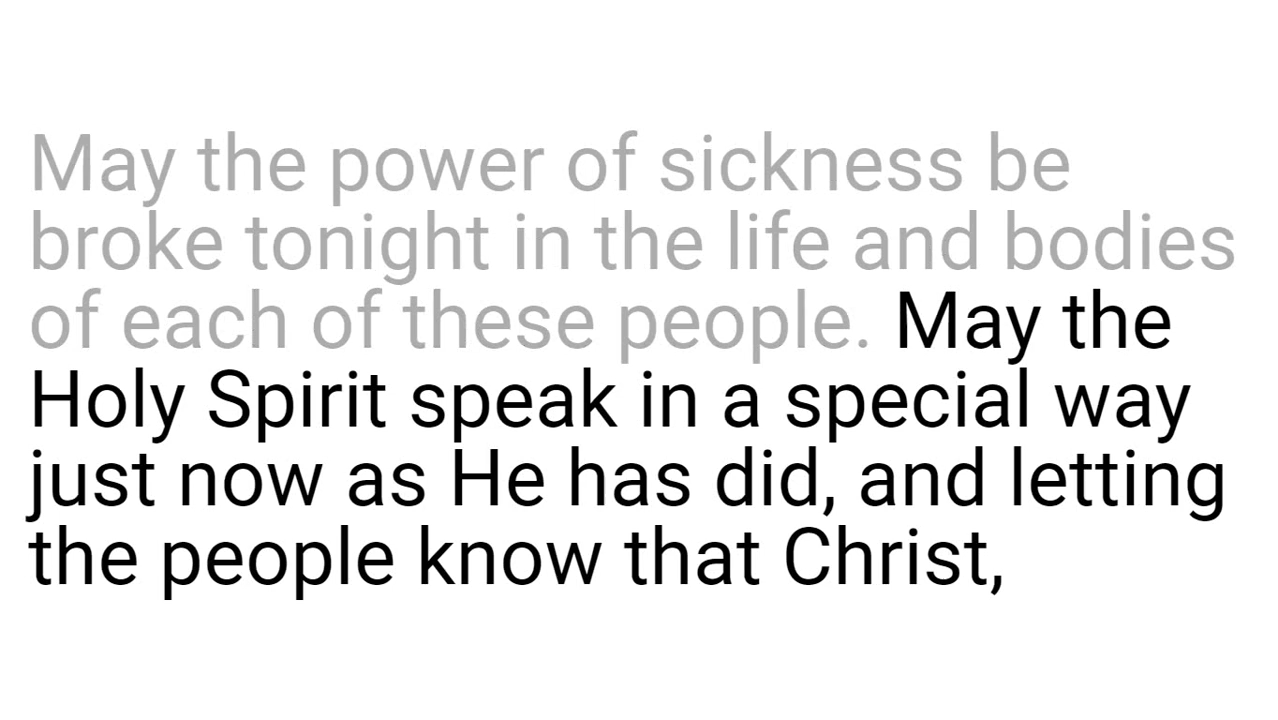 May the power of sickness be
broke tonight in the life and bodies
of each of these people. May the
Holy Spirit speak in a special way
just now as He has did, and letting
the people know that Christ,